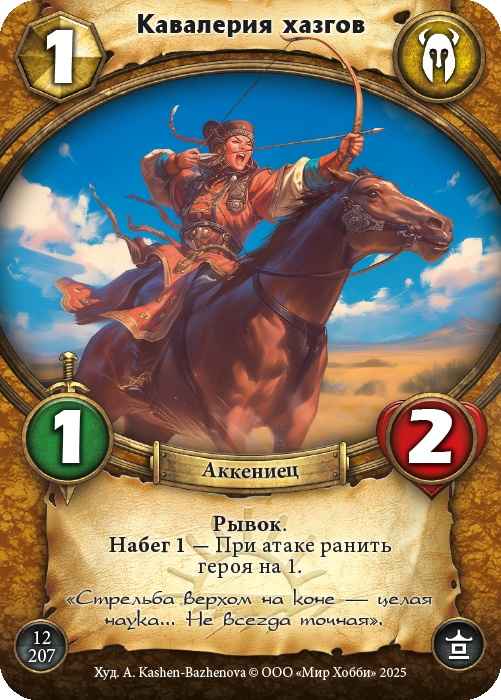 Кавалерия хазгов
1
1
2
Аккениец
Рывок.
Набег 1 — При атаке ранить
героя на 1.
«Стрельба верхом на коне — целая
наука... Не всегда точная».
12
207
Худ. A. Kashen-Bazhenova © ООО «Мир Хобби» 2025